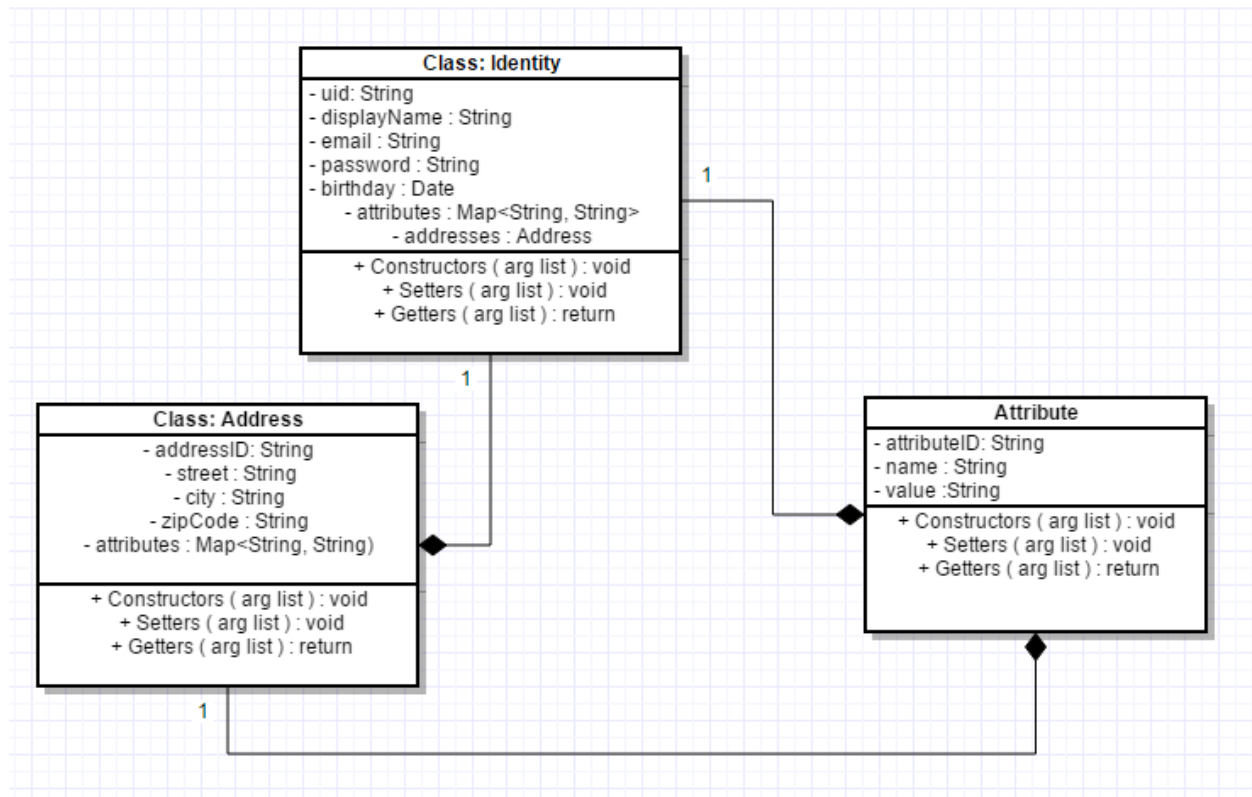 Class: Identity
- uid: String
- displayName : String
- email : String
- password : String
- birthday : Date
- attributes : Map<String, String>
- addresses : Address
+ Constructors ( arg list ) : void
+ Setters ( arg list ) : void
+ Getters ( arg list ) : return
1
1
Class: Address
- addressID: String
- street : String
- city : String
- zipCode : String
- attributes : Map<String, String)
+ Constructors ( arg list ) : void
+ Setters ( arg list ) : void
+ Getters ( arg list ) : return
1
Attribute
- attributeID: String
- name : String
- value :String
+ Constructors ( arg list ) : void
+ Setters ( arg list ) : void
+ Getters ( arg list ) : return